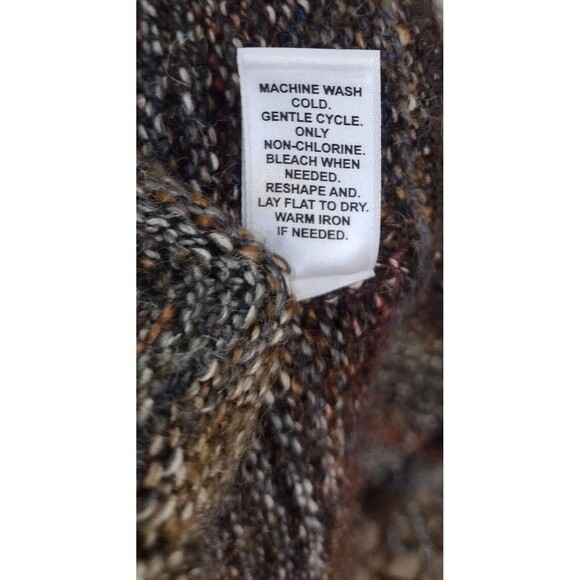 MACHINE WASH
COLD.
GENTLE CYCLE.
ONLY
NON-CHLORINE.
BLEACH WHEN
NEEDED.
RESHAPE AND.
LAY FLAT TO DRY.
WARM IRON
IF NEEDED.